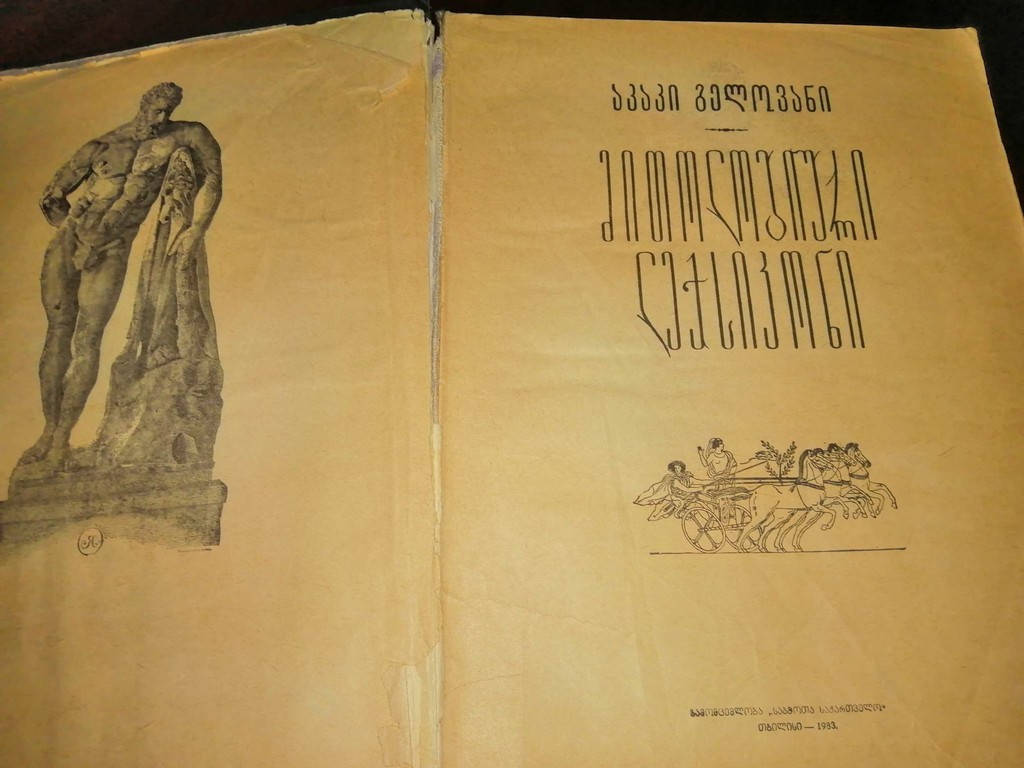 აკაკი გელოვანი
მითოლოგიური
ლექსიკონი
გამომცემლობა „საბჭოთა საქართველო“
თბილისი — 1983.